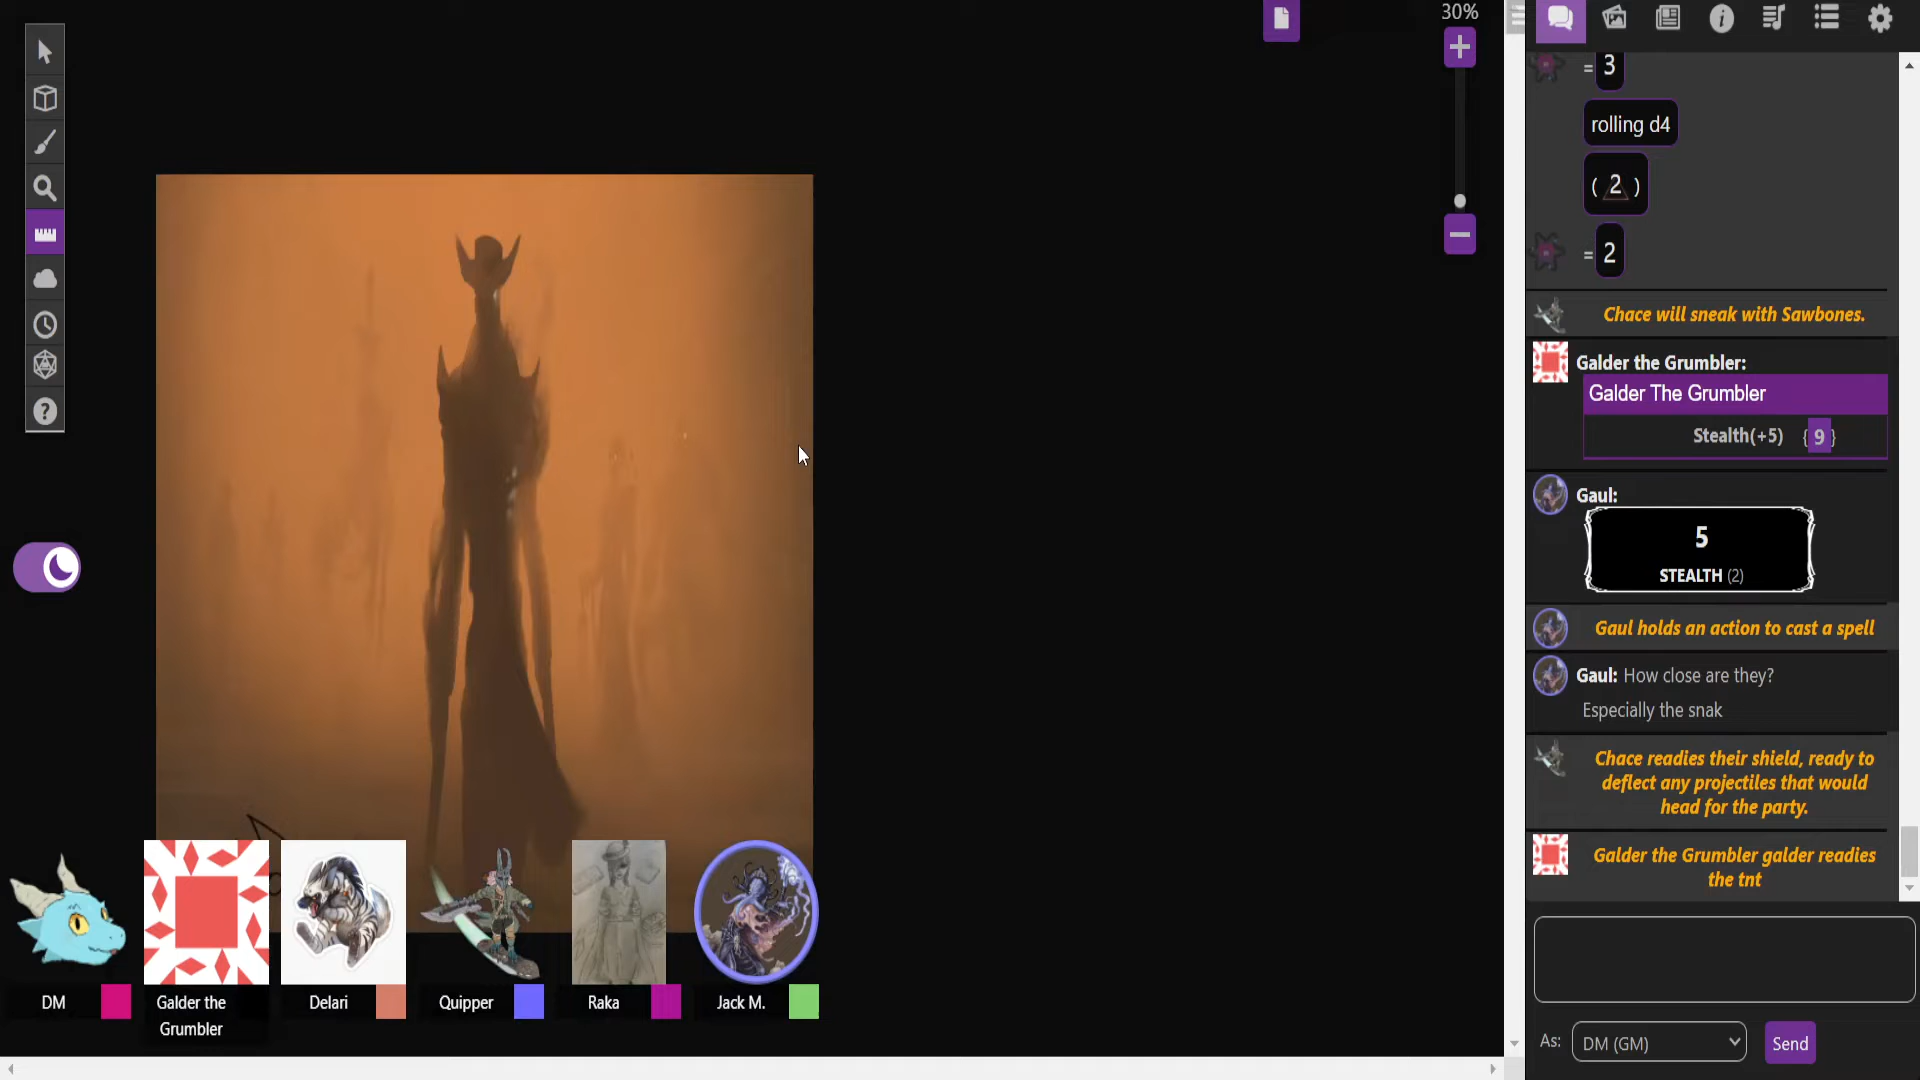 30%
= 3
rolling d4
( 2 )
= 2
Chace will sneak with Sawbones.
Galder the Grumbler:
Galder The Grumbler
Stealth(+5) {9}
Gaul:
5
STEALTH (2)
Gaul holds an action to cast a spell
Gaul: How close are they?
Especially the snak
Chace readies their shield, ready to
deflect any projectiles that would
head for the party.
Galder the Grumbler galder readies
the tnt
DM
Galder the
Grumbler
Delari
Quipper
Raka
Jack M.
As: DM (GM) Send